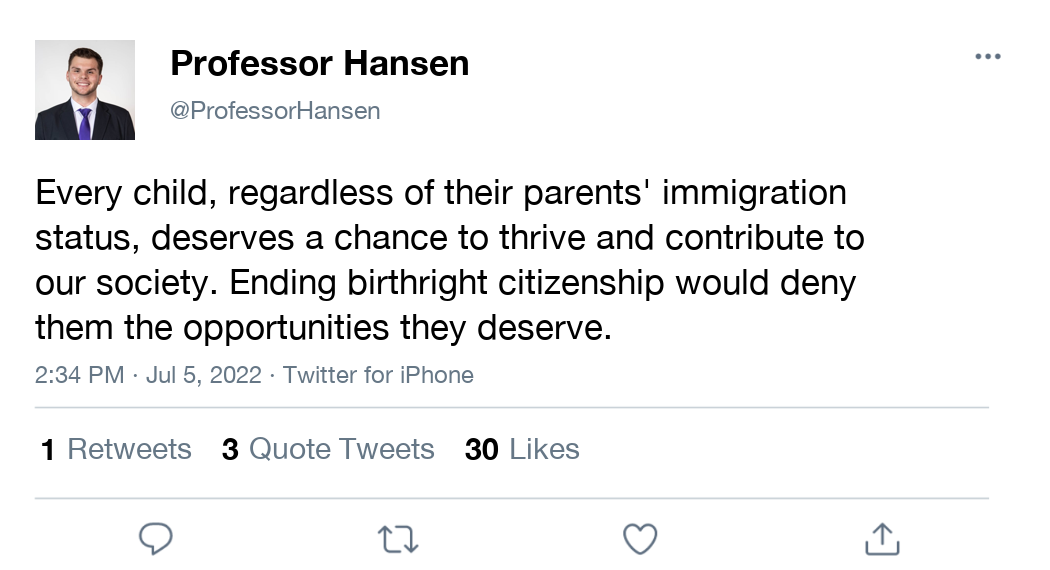 Professor Hansen
@ProfessorHansen
Every child, regardless of their parents' immigration
status, deserves a chance to thrive and contribute to
our society. Ending birthright citizenship would deny
them the opportunities they deserve.
2:34 PM · Jul 5, 2022 · Twitter for iPhone
1 Retweets 3 Quote Tweets 30 Likes